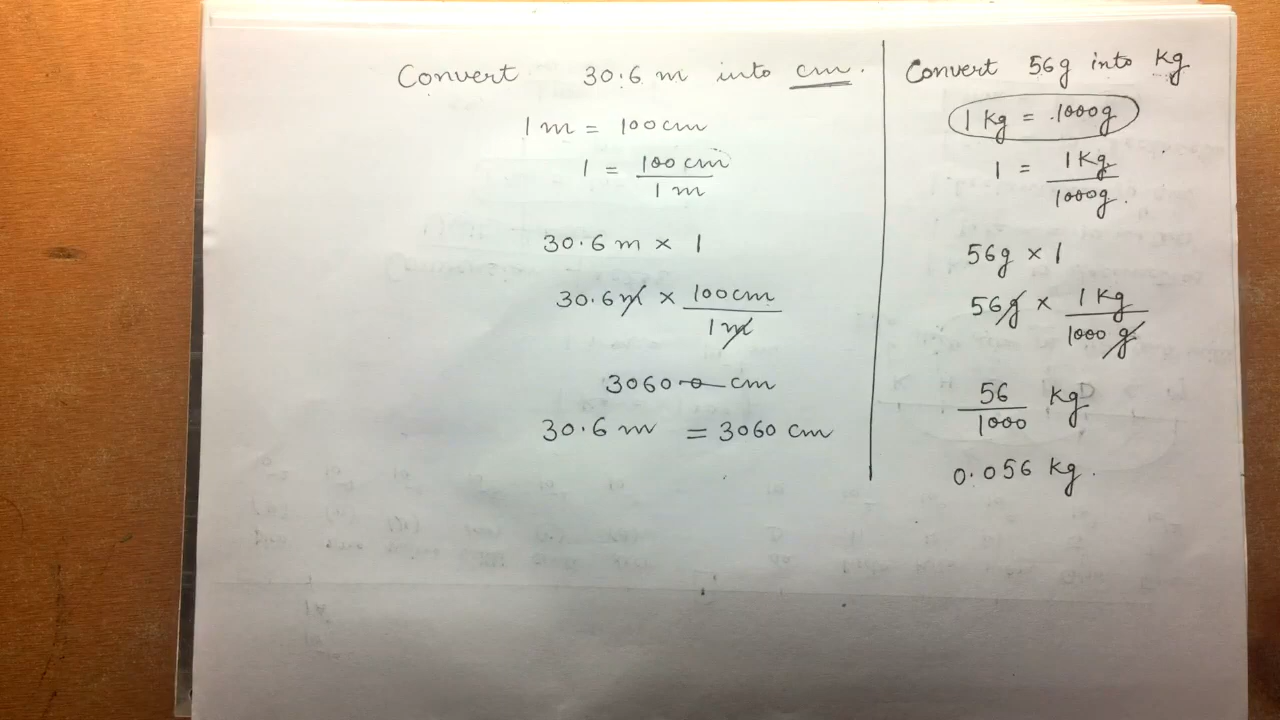 Convert 30.6 m into cm.
1 m = 100 cm
1 = 100 cm
1 m
30.6 m × 1
30.6 m × 100 cm
1 m
3060 cm
30.6 m = 3060 cm
Convert 56g into Kg
1 Kg = .1000g
1 = 1 Kg
1000g.
56g × 1
56g × 1 Kg
1000 g
56 Kg
1000
0.056 Kg.